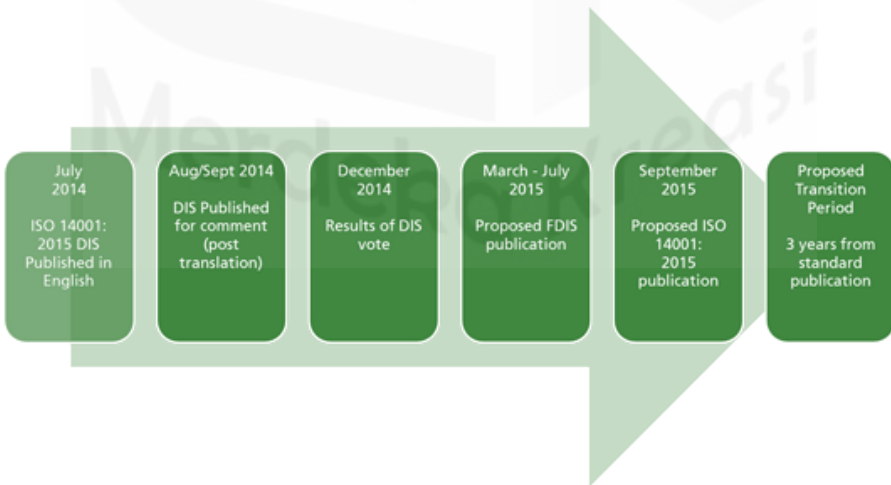 Merdeka Kreasi
July
2014
ISO 14001:
2015 DIS
Published in
English
Aug/Sept 2014
DIS Published
for comment
(post
translation)
December
2014
Results of DIS
vote
March - July
2015
Proposed FDIS
publication
September
2015
Proposed ISO
14001:
2015
publication
Proposed
Transition
Period
3 years from
standard
publication